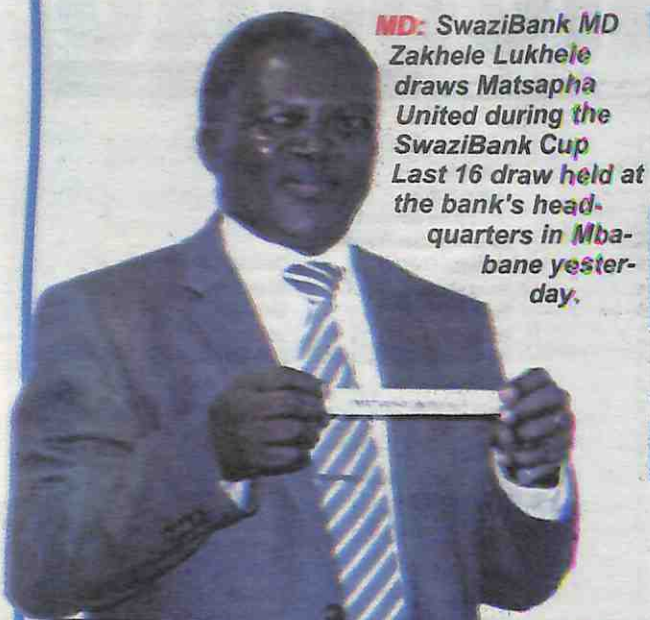 MD: SwaziBank MD
Zakhele Lukhele
draws Matsapha
United during the
SwaziBank Cup
Last 16 draw held at
the bank's head-
quarters in Mba-
bane yester-
day.